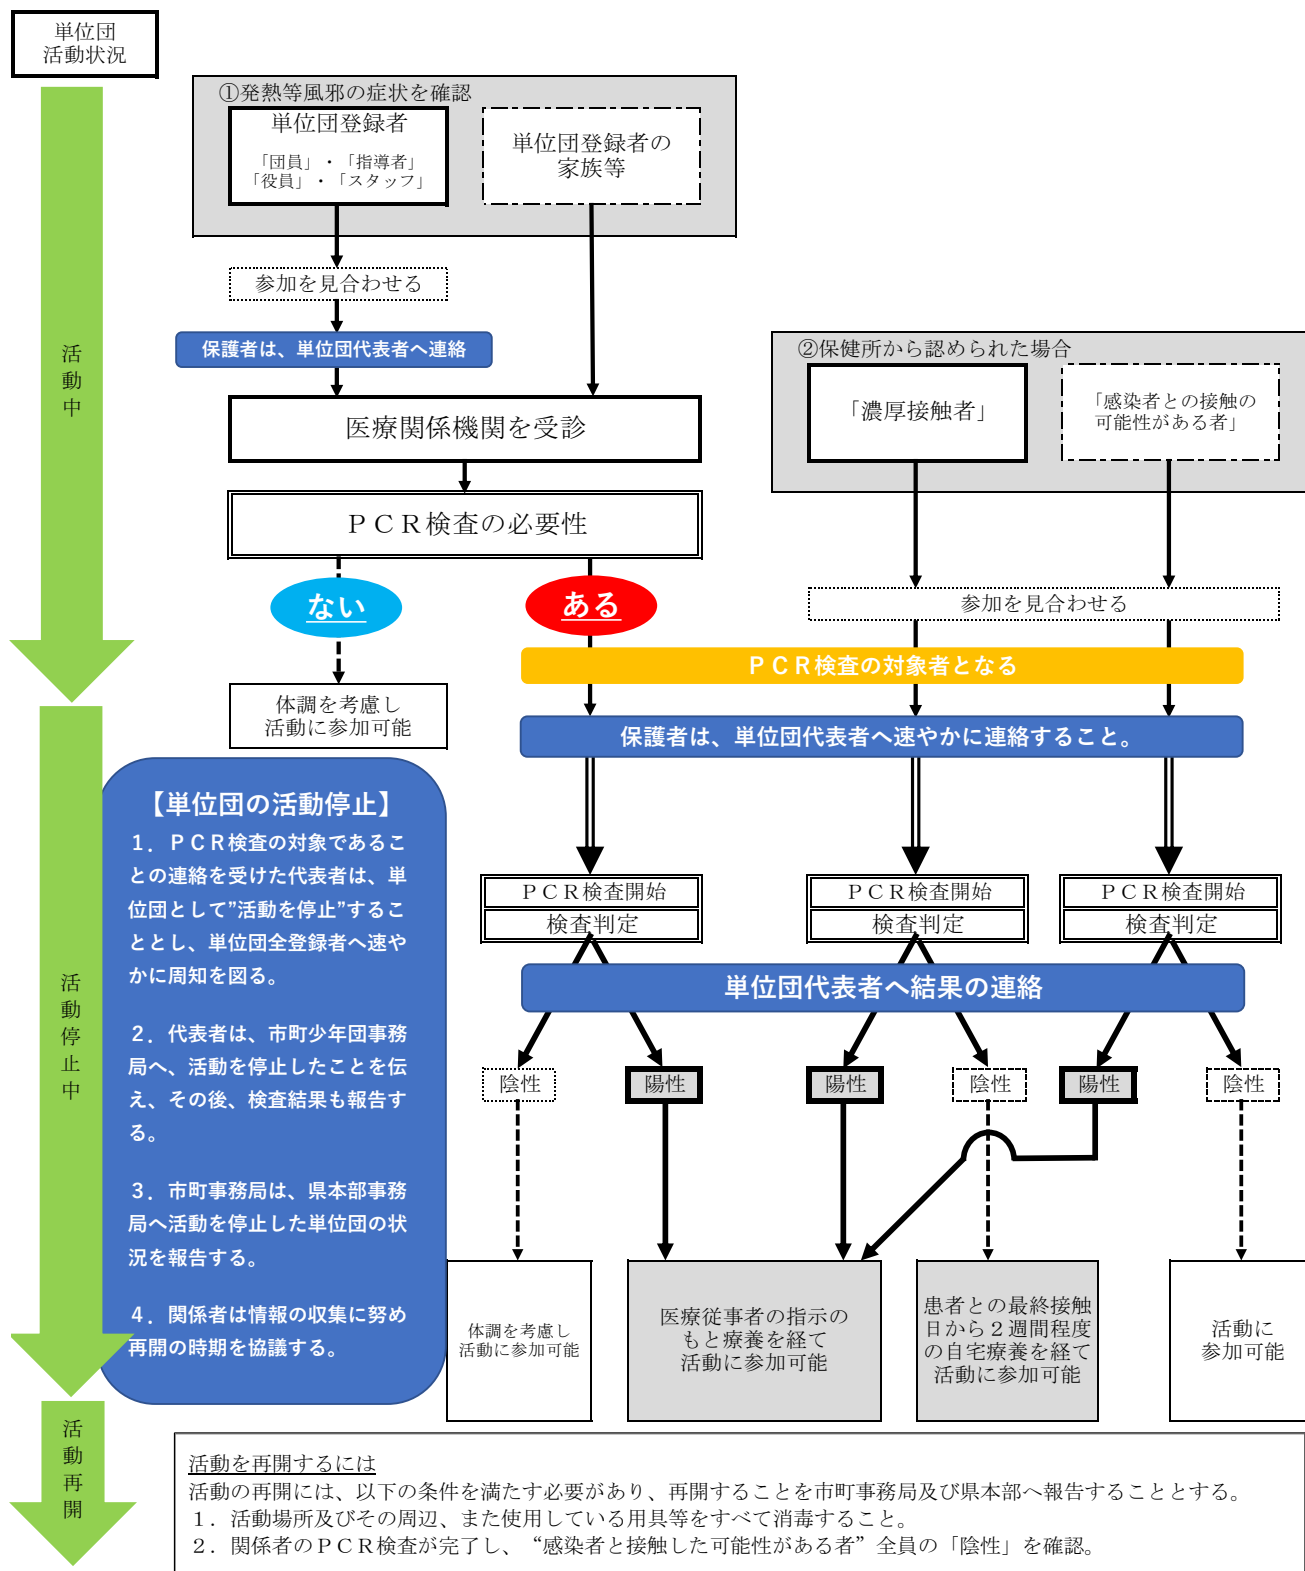 単位団
活動状況
①発熱等風邪の症状を確認
単位団登録者
「団員」・「指導者」
「役員」・「スタッフ」
単位団登録者の
家族等
参加を見合わせる
保護者は、単位団代表者へ連絡
医療関係機関を受診
ＰＣＲ検査の必要性
ない
ある
体調を考慮し
活動に参加可能
②保健所から認められた場合
「濃厚接触者」
「感染者との接触の
可能性がある者」
参加を見合わせる
ＰＣＲ検査の対象者となる
保護者は、単位団代表者へ速やかに連絡すること。
活動中
【単位団の活動停止】
１．ＰＣＲ検査の対象であるこ
との連絡を受けた代表者は、単
位団として”活動を停止”するこ
ととし、単位団全登録者へ速や
かに周知を図る。
２．代表者は、市町少年団事務
局へ、活動を停止したことを伝
え、その後、検査結果も報告す
る。
３．市町事務局は、県本部事務
局へ活動を停止した単位団の状
況を報告する。
４．関係者は情報の収集に努め
再開の時期を協議する。
活動停止中
ＰＣＲ検査開始
検査判定
ＰＣＲ検査開始
検査判定
ＰＣＲ検査開始
検査判定
単位団代表者へ結果の連絡
陰性
陽性
陽性
陰性
陽性
陰性
体調を考慮し
活動に参加可能
医療従事者の指示の
もと療養を経て
活動に参加可能
患者との最終接触
日から２週間程度
の自宅療養を経て
活動に参加可能
活動に
参加可能
活動再開
活動を再開するには
活動の再開には、以下の条件を満たす必要があり、再開することを市町事務局及び県本部へ報告することとする。
１．活動場所及びその周辺、また使用している用具等をすべて消毒すること。
２．関係者のＰＣＲ検査が完了し、“感染者と接触した可能性がある者”全員の「陰性」を確認。